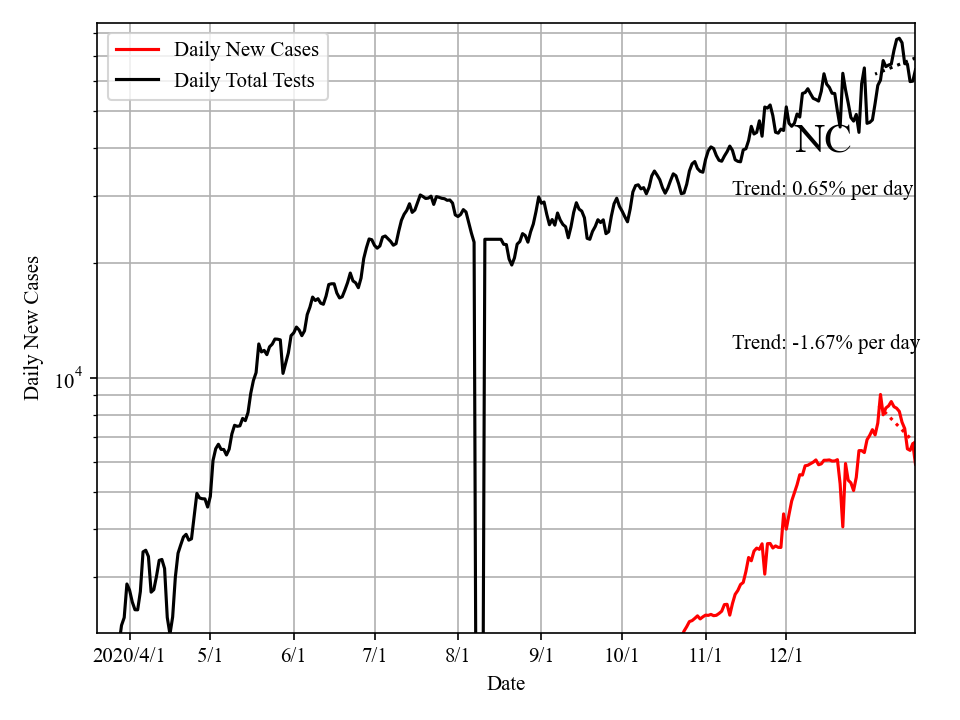 Daily New Cases
Daily Total Tests
NC
Trend: 0.65% per day
Trend: -1.67% per day
Daily New Cases
10^4
2020/4/1 5/1 6/1 7/1 8/1 9/1 10/1 11/1 12/1
Date